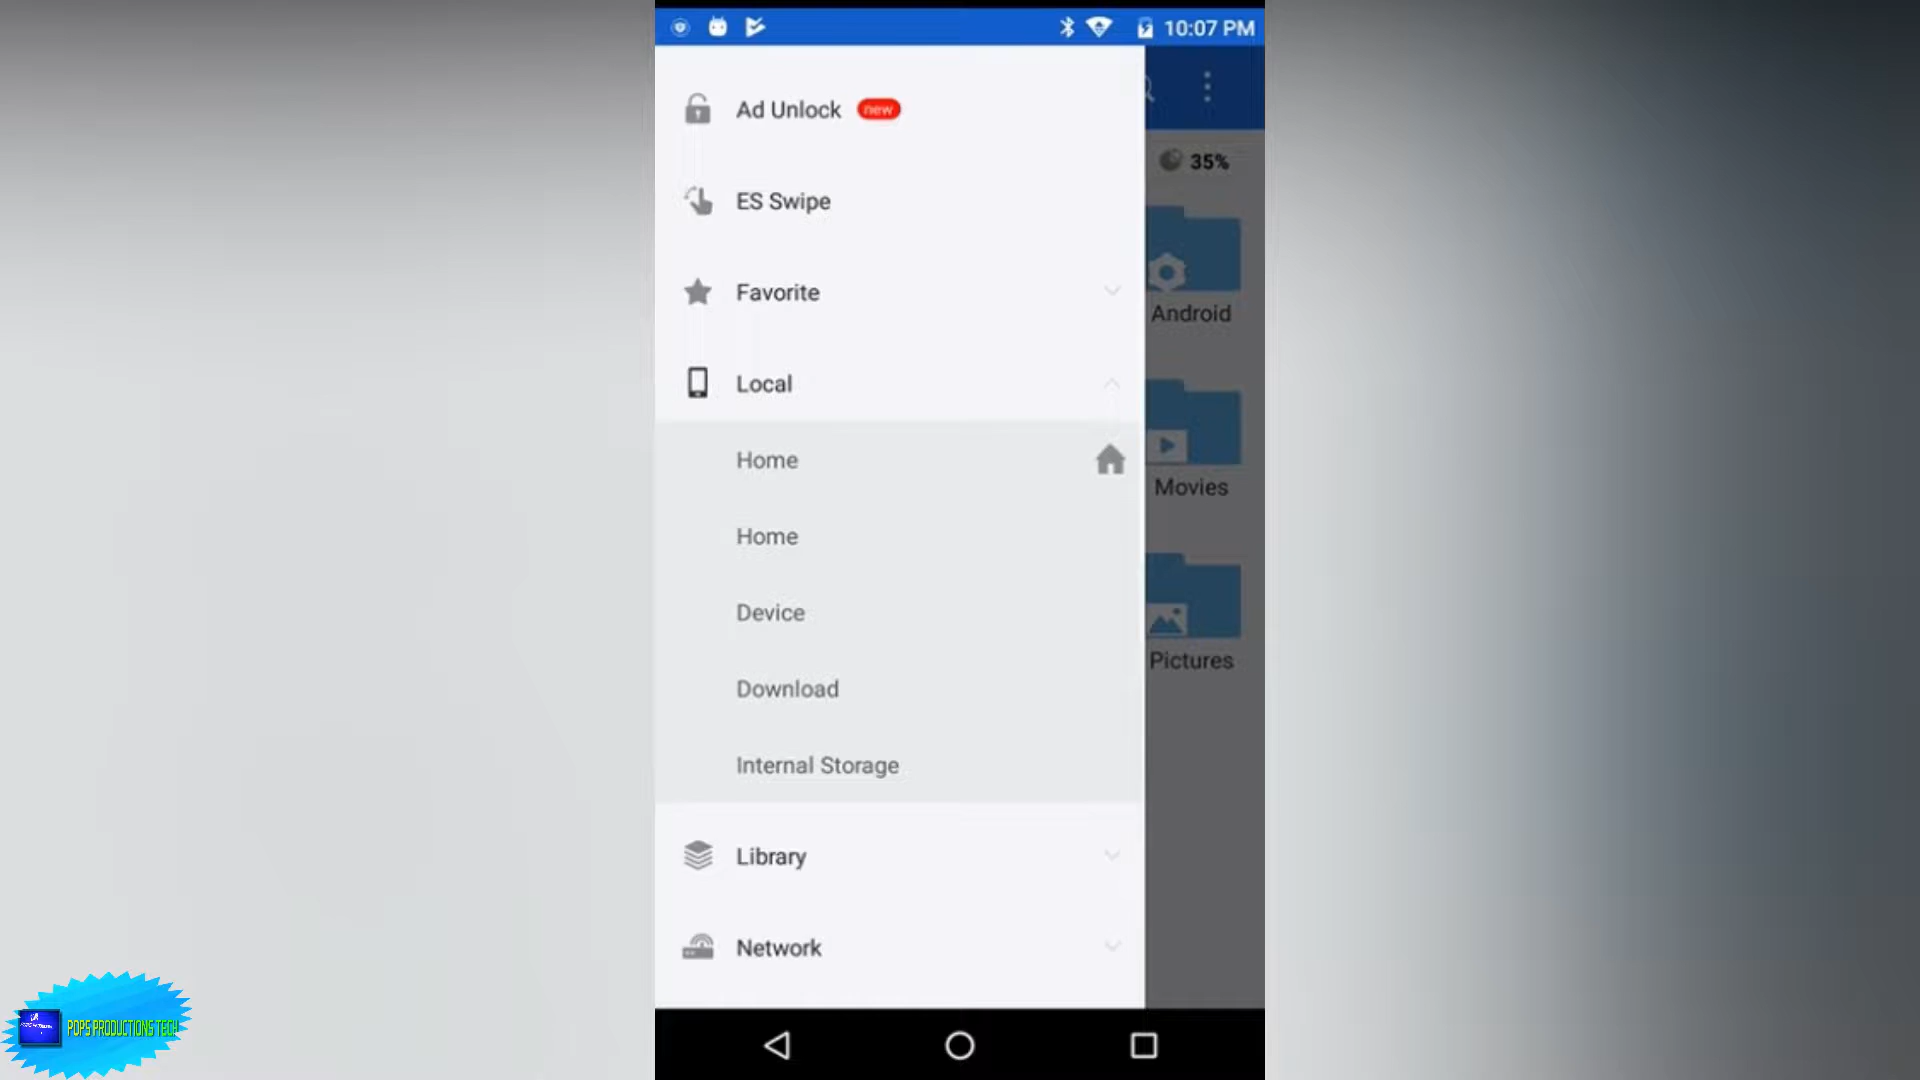 10:07 PM
Ad Unlock new
35%
ES Swipe
Favorite
Android
Local
Home
Movies
Home
Device
Pictures
Download
Internal Storage
Library
Network
POPS PRODUCTIONS TECH